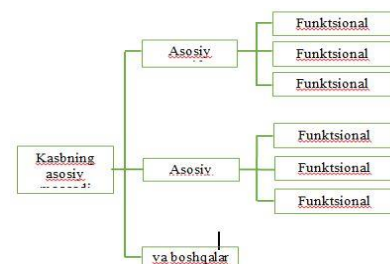 Funktsional
Asosiy
Funktsional
Funktsional
Kasbning
asosiy
Funktsional
Asosiy
Funktsional
Funktsional
va boshqalar